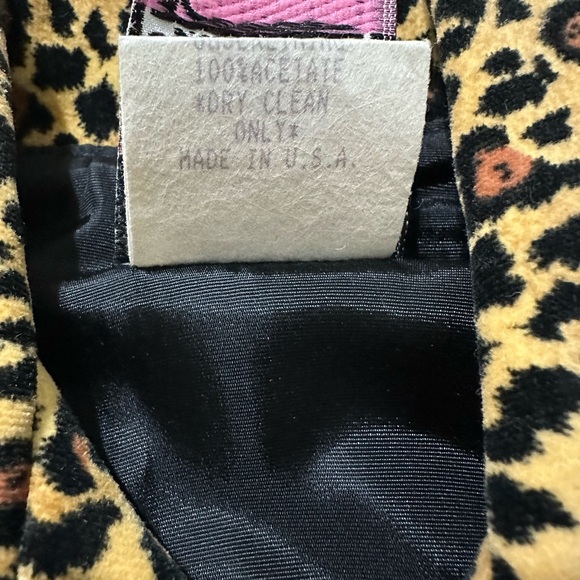 100%ACETATE
*DRY CLEAN
ONLY*
MADE IN U.S.A.